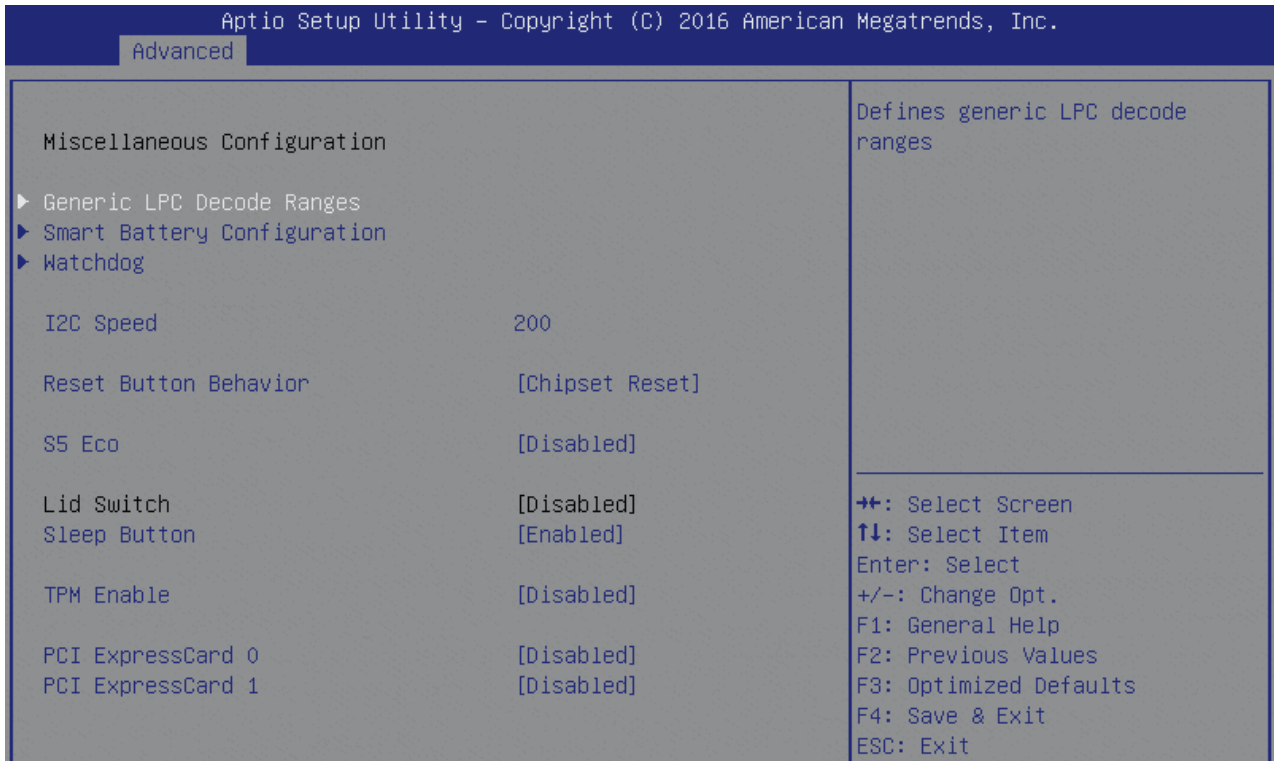 Aptio Setup Utility – Copyright (C) 2016 American Megatrends, Inc.
Advanced
Miscellaneous Configuration
▶ Generic LPC Decode Ranges
▶ Smart Battery Configuration
▶ Watchdog
I2C Speed 200
Reset Button Behavior [Chipset Reset]
S5 Eco [Disabled]
Lid Switch [Disabled]
Sleep Button [Enabled]
TPM Enable [Disabled]
PCI ExpressCard 0 [Disabled]
PCI ExpressCard 1 [Disabled]
Defines generic LPC decode
ranges
→←: Select Screen
↑↓: Select Item
Enter: Select
+/-: Change Opt.
F1: General Help
F2: Previous Values
F3: Optimized Defaults
F4: Save & Exit
ESC: Exit